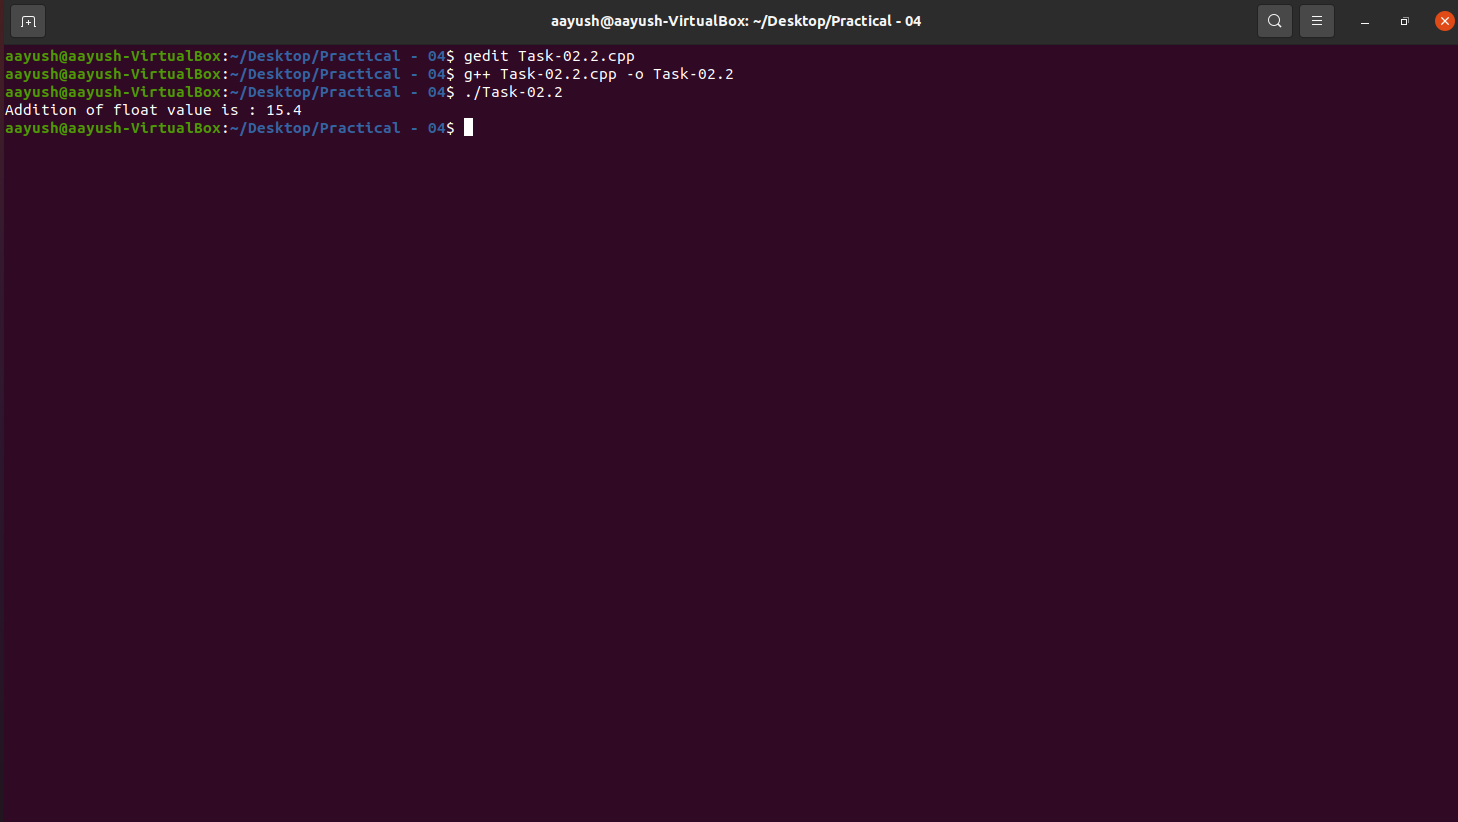 aayush@aayush-VirtualBox: ~/Desktop/Practical - 04
aayush@aayush-VirtualBox:~/Desktop/Practical - 04$ gedit Task-02.2.cpp
aayush@aayush-VirtualBox:~/Desktop/Practical - 04$ g++ Task-02.2.cpp -o Task-02.2
aayush@aayush-VirtualBox:~/Desktop/Practical - 04$ ./Task-02.2
Addition of float value is : 15.4
aayush@aayush-VirtualBox:~/Desktop/Practical - 04$